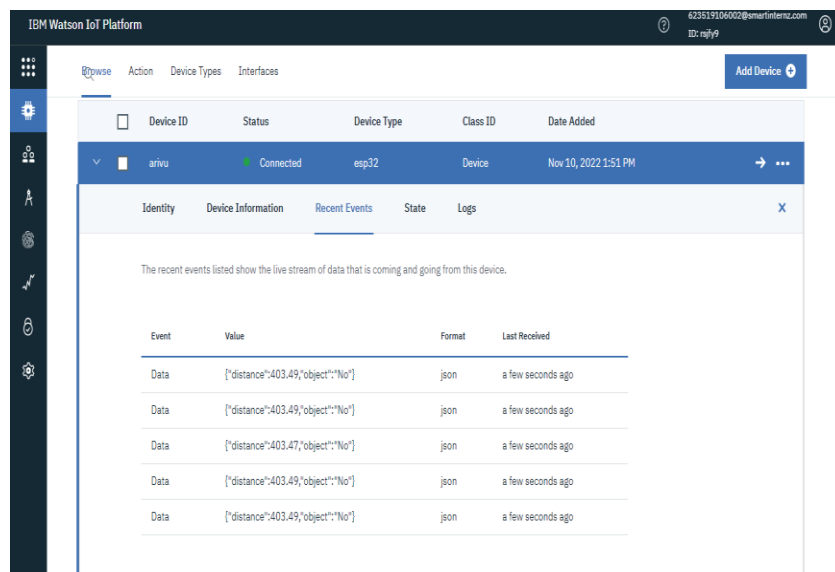 IBM Watson IoT Platform
623519106002@smartinternz.com
ID: rsjfy9
Browse Action Device Types Interfaces
Add Device
Device ID Status Device Type Class ID Date Added
arivu Connected esp32 Device Nov 10, 2022 1:51 PM
Identity Device Information Recent Events State Logs
The recent events listed show the live stream of data that is coming and going from this device.
Event Value Format Last Received
Data {"distance":403.49,"object":"No"} json a few seconds ago
Data {"distance":403.49,"object":"No"} json a few seconds ago
Data {"distance":403.47,"object":"No"} json a few seconds ago
Data {"distance":403.49,"object":"No"} json a few seconds ago
Data {"distance":403.49,"object":"No"} json a few seconds ago